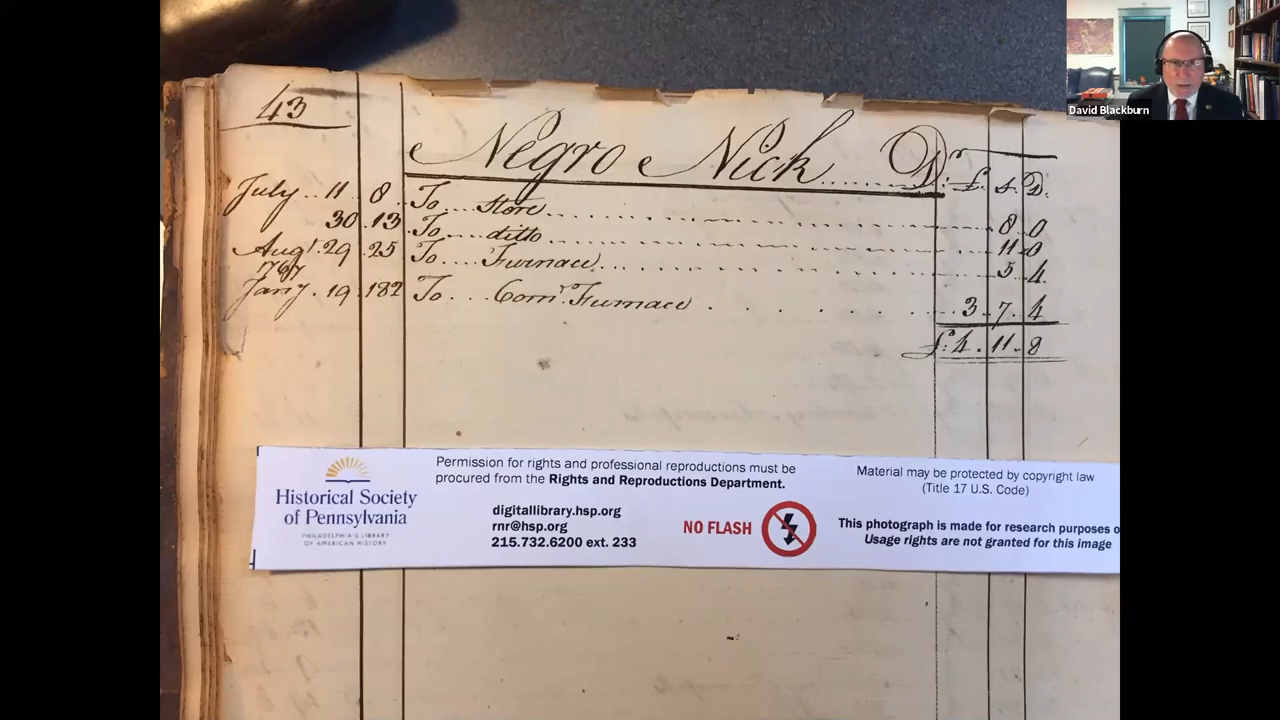 David Blackburn
43
Negro Nick ...... Dr.
£. s. D.
July .. 11 8 .. To .... Store ... 8 . 0
30 . 13 . To .... ditto ... 11 0
Augt. 29 . 25 To .... Furnace ... 5 . 4
1767
Jany . 19 . 182 To ... Comr. Furnace . . . 3 . 7 . 4
£: 4 . 11 . 8
Historical Society
of Pennsylvania
PHILADELPHIA'S LIBRARY
OF AMERICAN HISTORY
Permission for rights and professional reproductions must be
procured from the Rights and Reproductions Department.
digitallibrary.hsp.org
rnr@hsp.org
215.732.6200 ext. 233
NO FLASH
Material may be protected by copyright law
(Title 17 U.S. Code)
This photograph is made for research purposes o
Usage rights are not granted for this image